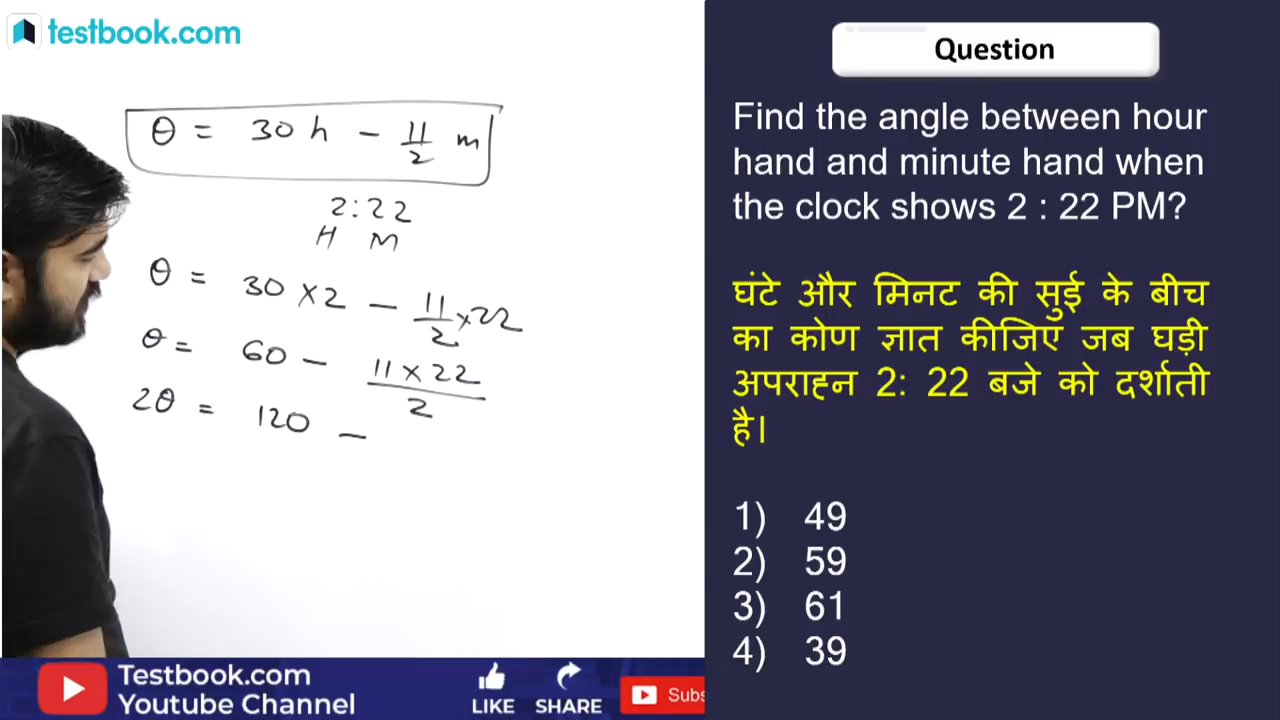 testbook.com
θ = 30 h - 11/2 m
2:22
H M
θ = 30 × 2 - 11/2 × 22
θ = 60 - 11 × 22 / 2
2θ = 120 -
Question
Find the angle between hour
hand and minute hand when
the clock shows 2 : 22 PM?
घंटे और मिनट की सुई के बीच
का कोण ज्ञात कीजिए जब घड़ी
अपराह्न 2: 22 बजे को दर्शाती
है।
1) 49
2) 59
3) 61
4) 39
Testbook.com
Youtube Channel
LIKE
SHARE
Subs